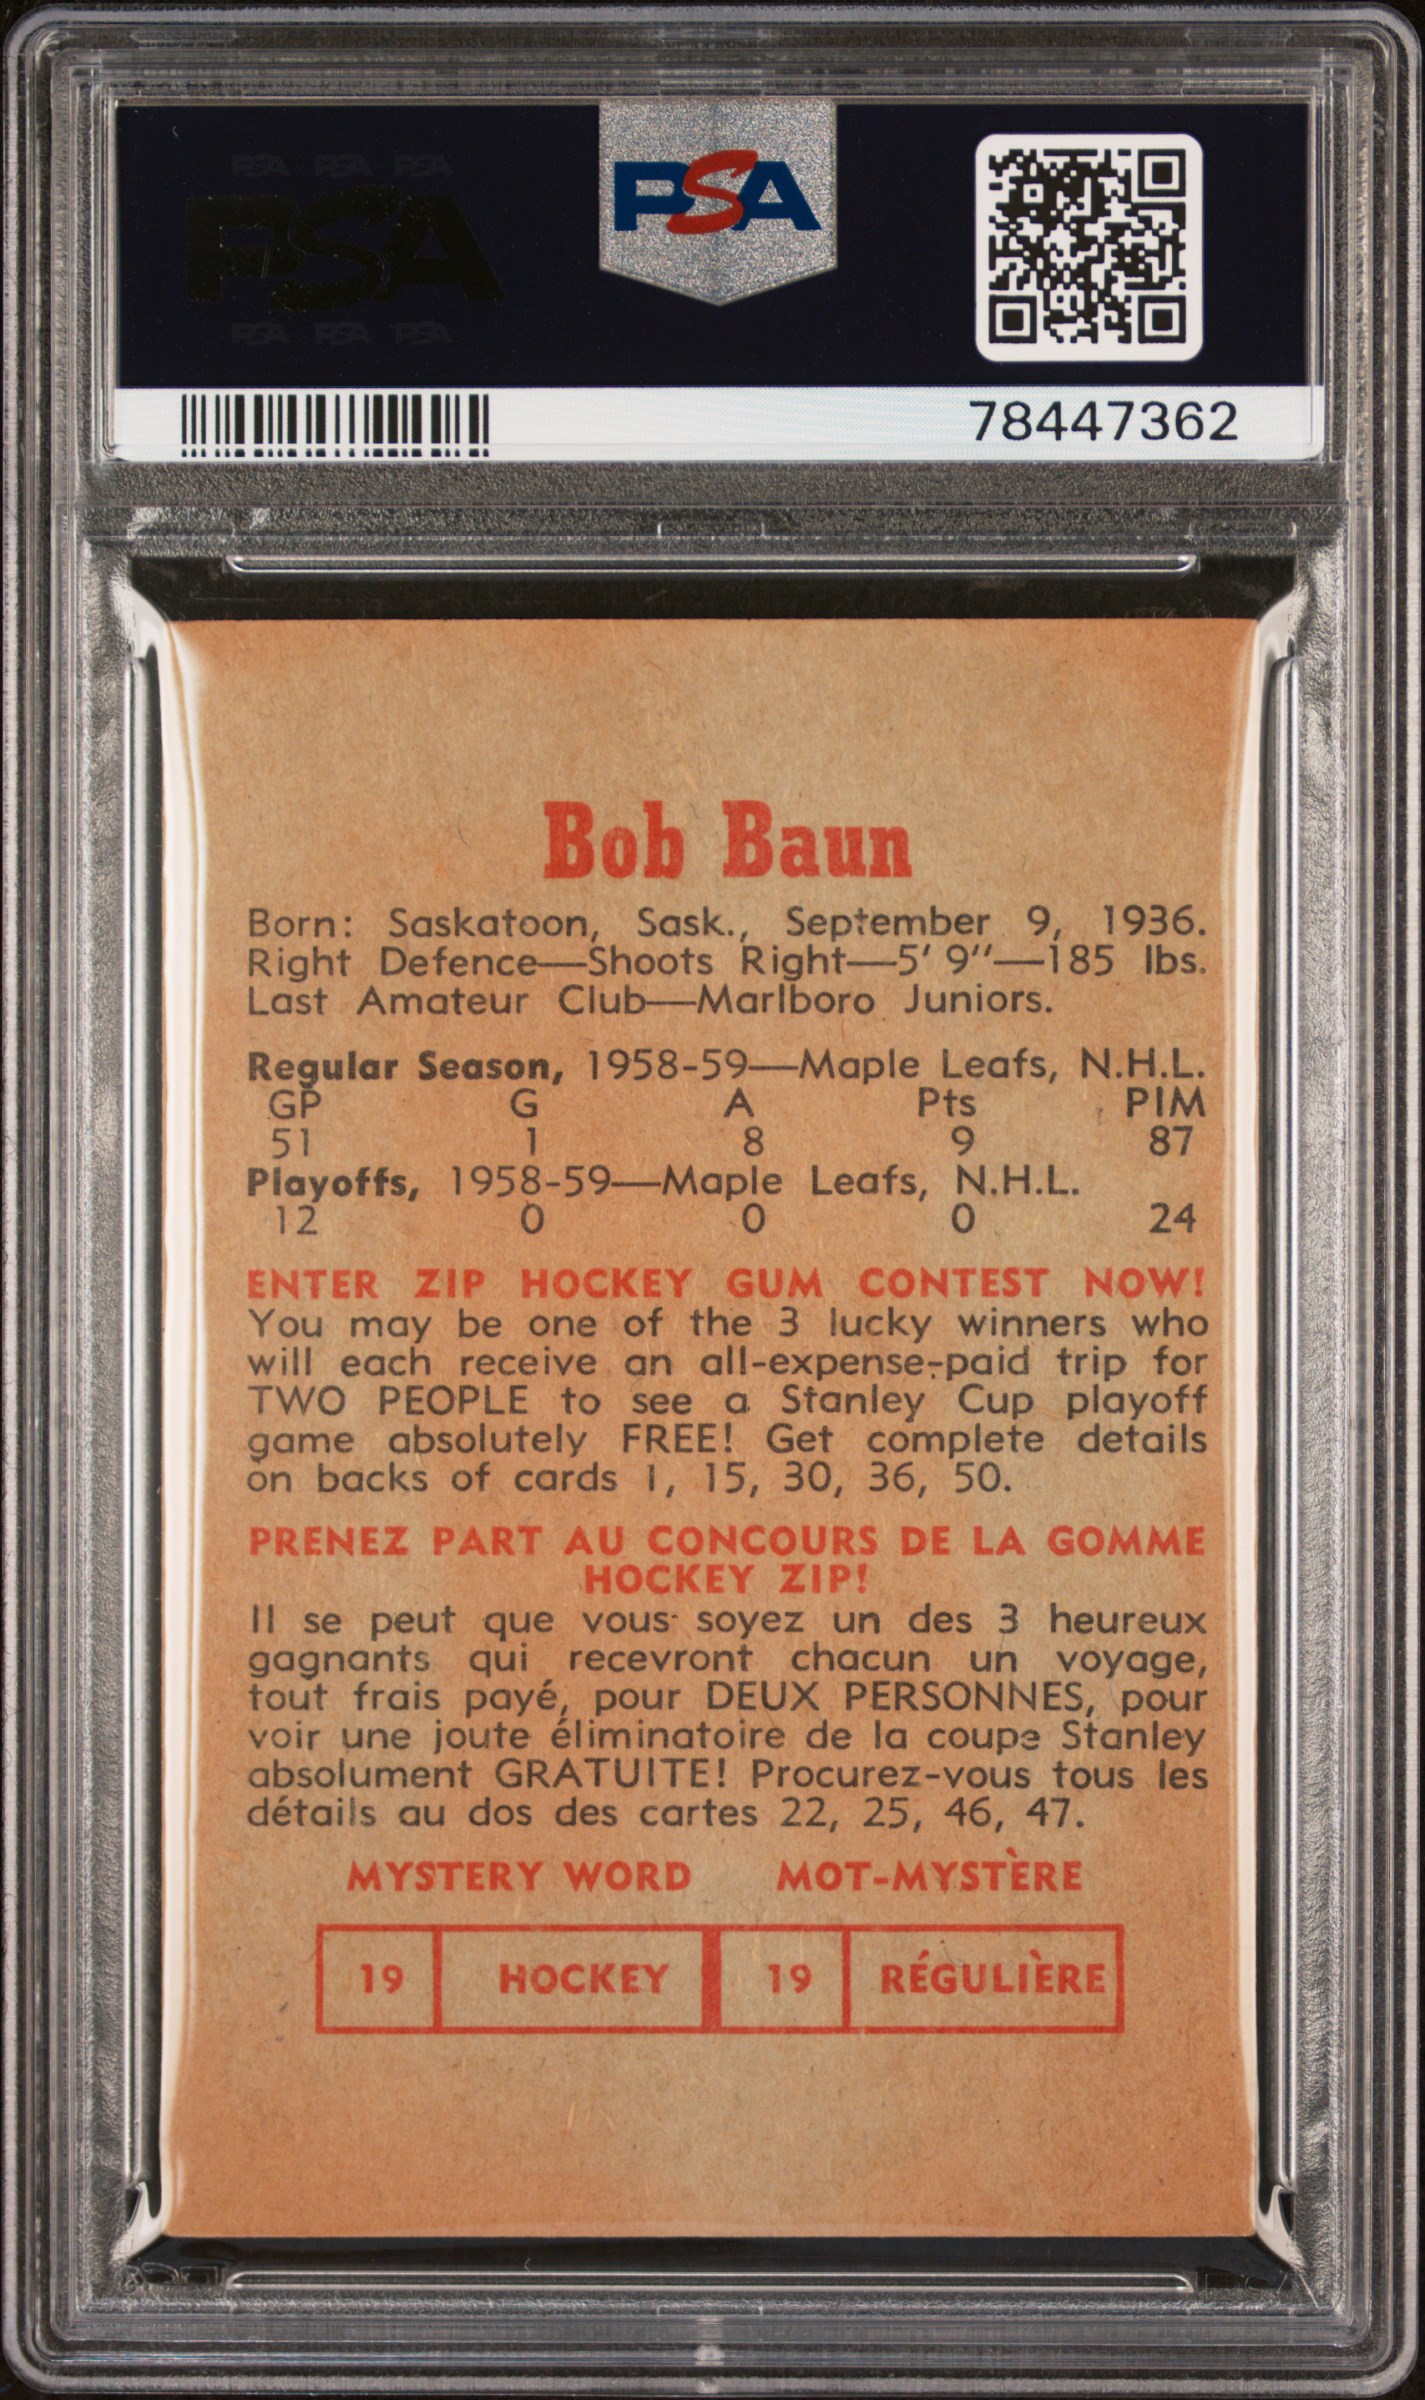 PSA PSA PSA
PSA
PSA PSA PSA
PSA
78447362
Bob Baun
Born: Saskatoon, Sask., September 9, 1936.
Right Defence—Shoots Right—5' 9"—185 lbs.
Last Amateur Club—Marlboro Juniors.
Regular Season, 1958-59—Maple Leafs, N.H.L.
GP G A Pts PIM
51 1 8 9 87
Playoffs, 1958-59—Maple Leafs, N.H.L.
12 0 0 0 24
ENTER ZIP HOCKEY GUM CONTEST NOW!
You may be one of the 3 lucky winners who
will each receive an all-expense-paid trip for
TWO PEOPLE to see a Stanley Cup playoff
game absolutely FREE! Get complete details
on backs of cards 1, 15, 30, 36, 50.
PRENEZ PART AU CONCOURS DE LA GOMME
HOCKEY ZIP!
Il se peut que vous soyez un des 3 heureux
gagnants qui recevront chacun un voyage,
tout frais payé, pour DEUX PERSONNES, pour
voir une joute éliminatoire de la coupe Stanley
absolument GRATUITE! Procurez-vous tous les
détails au dos des cartes 22, 25, 46, 47.
MYSTERY WORD MOT-MYSTÈRE
19 HOCKEY 19 RÉGULIÈRE